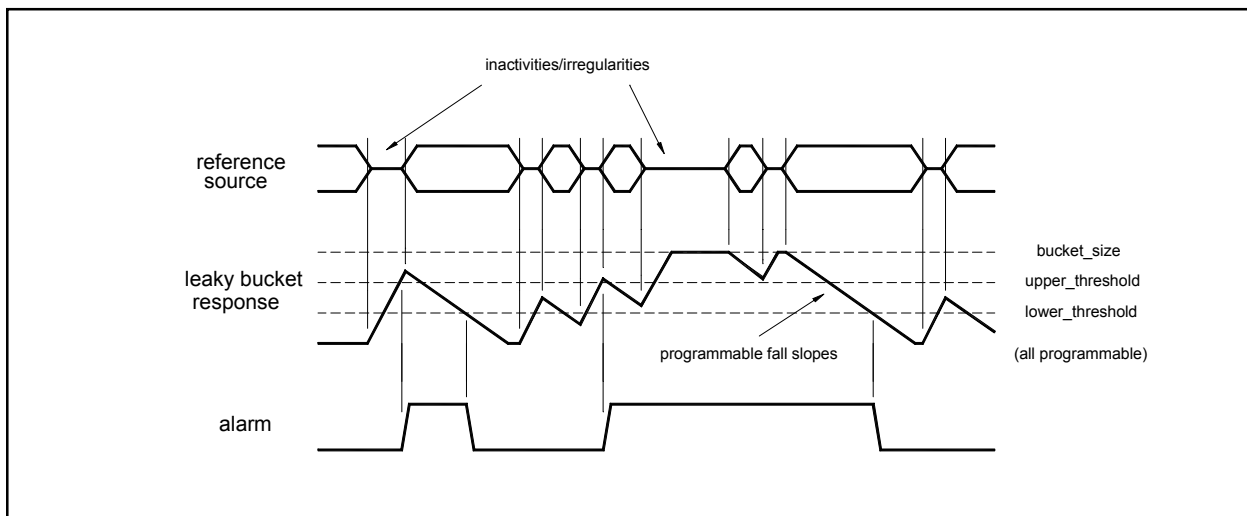 inactivities/irregularities
reference
source
bucket_size
leaky bucket
response
upper_threshold
lower_threshold
programmable fall slopes
(all programmable)
alarm